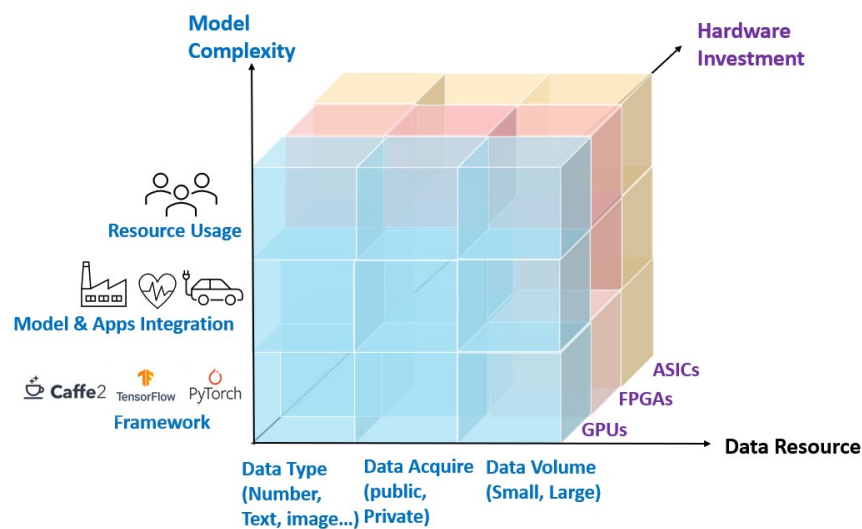 Model
Complexity
Hardware
Investment
Resource Usage
Model & Apps Integration
Caffe2
TensorFlow
PyTorch
Framework
ASICs
FPGAs
GPUs
Data Resource
Data Type
(Number,
Text, image...)
Data Acquire
(public,
Private)
Data Volume
(Small, Large)